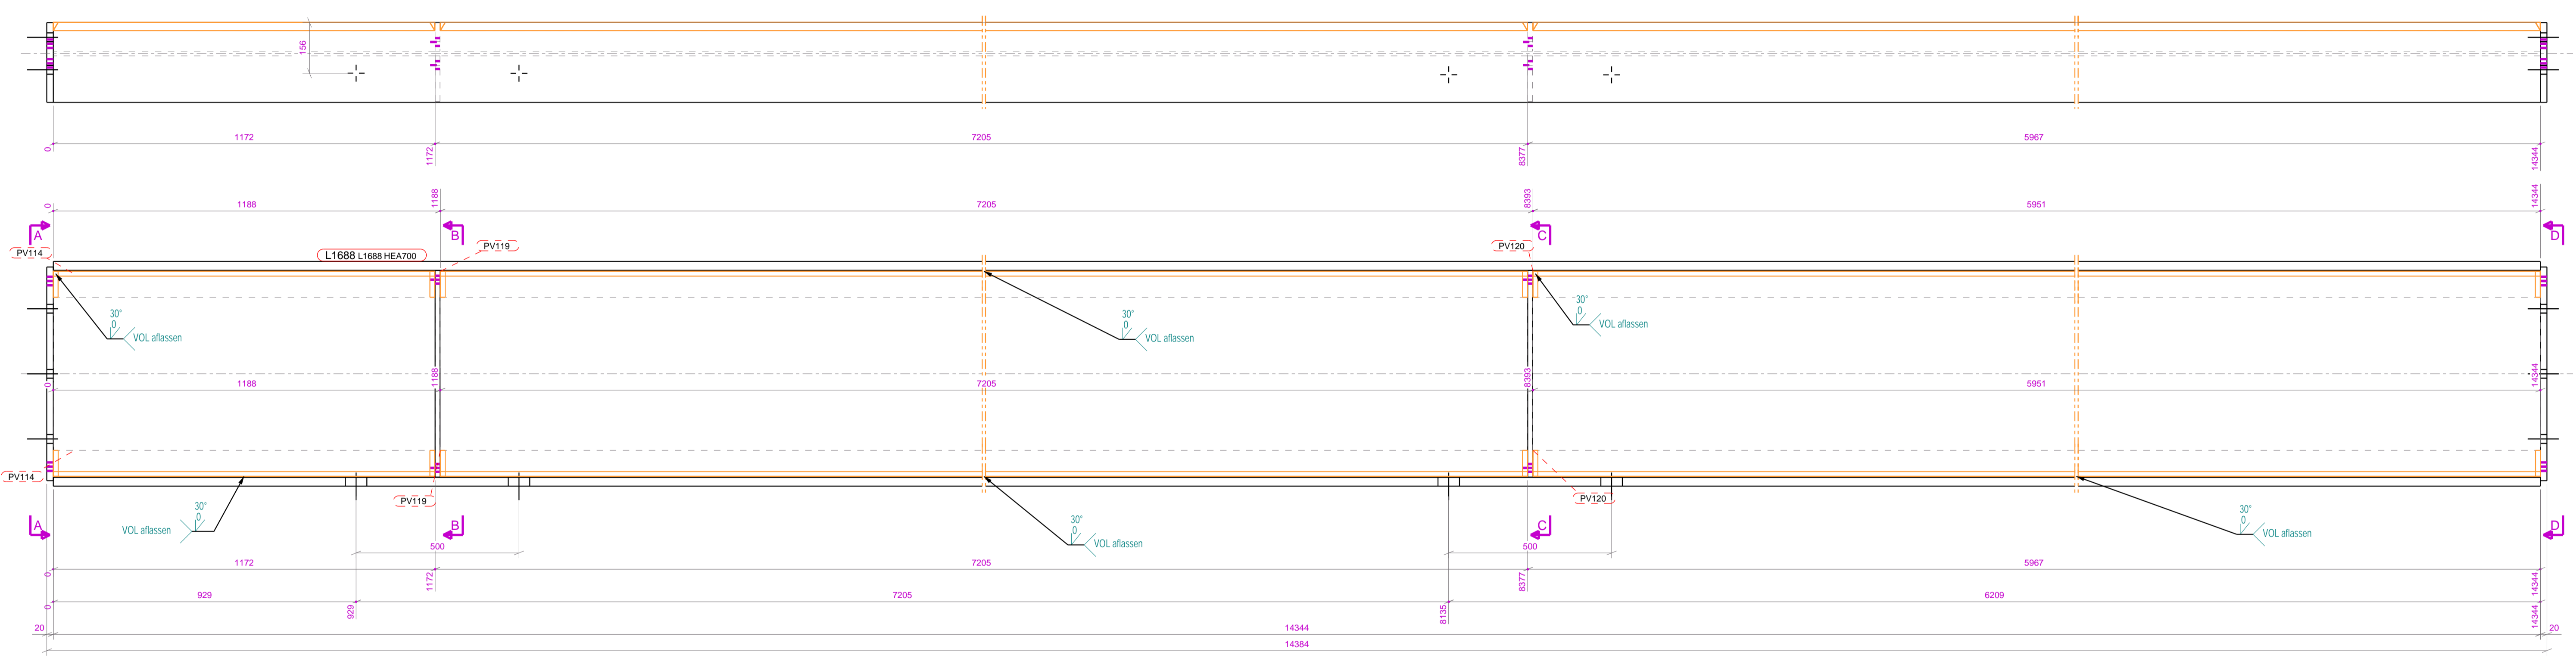 156
1172
7205
5967
0
1172
8377
14344
0
1188
8393
14344
1188
7205
5951
A
B
C
D
PV114
L1688 L1688 HEA700
PV119
PV120
30°
0
VOL aflassen
30°
0
VOL aflassen
30°
0
VOL aflassen
0
1188
1188
7205
8393
5951
14344
PV114
PV119
PV120
30°
0
VOL aflassen
30°
0
VOL aflassen
30°
0
VOL aflassen
A
B
C
D
500
500
1172
7205
5967
0
1172
8377
14344
929
7205
6209
0
929
8135
14344
20
14344
20
14384